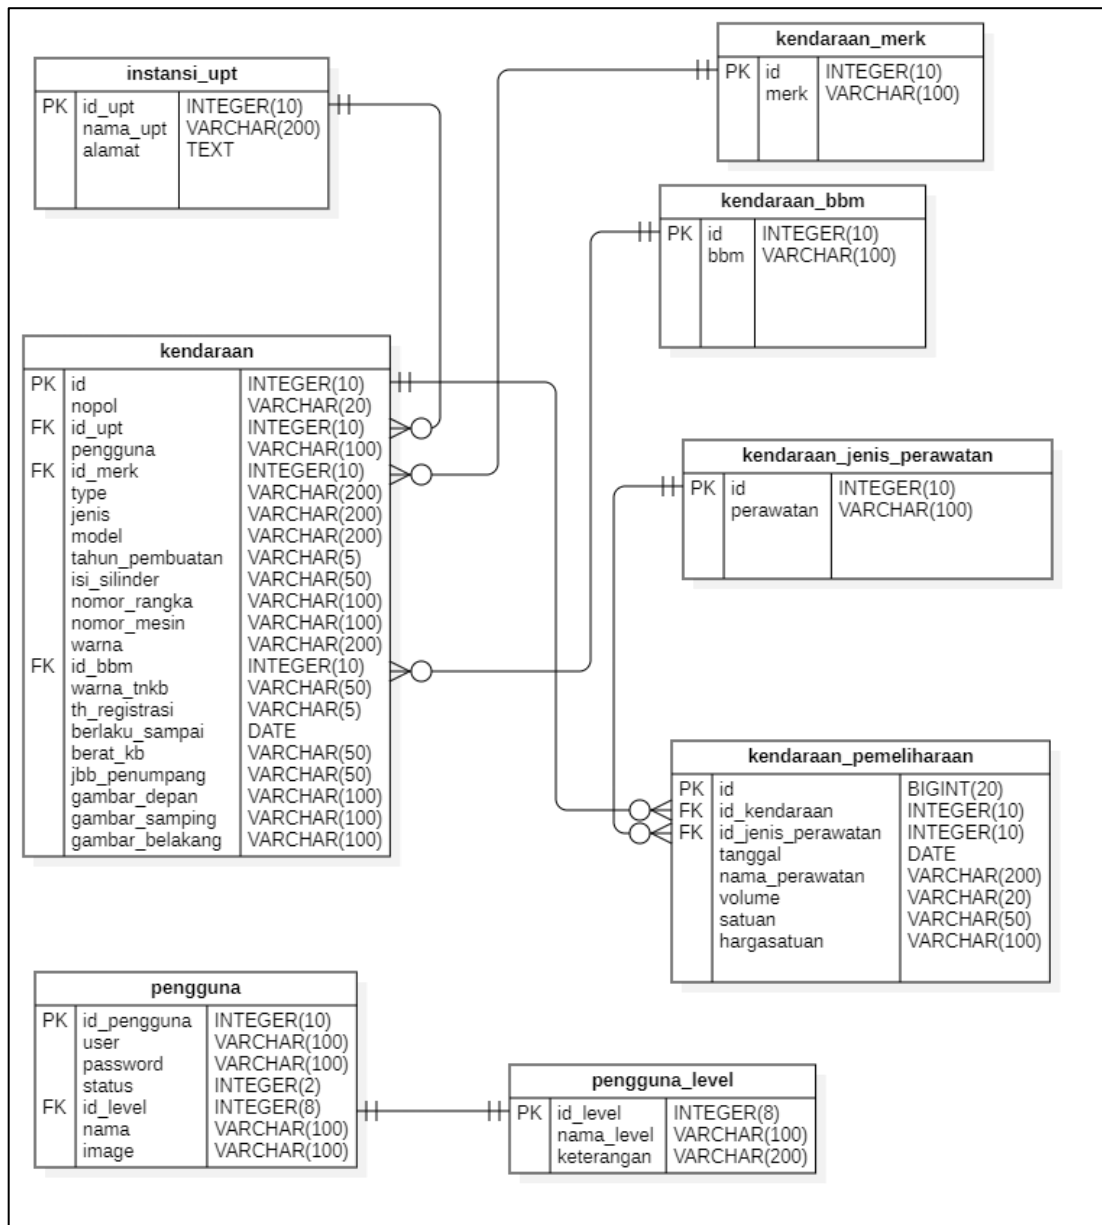 instansi_upt
PK id_upt INTEGER(10)
nama_upt VARCHAR(200)
alamat TEXT
kendaraan_merk
PK id INTEGER(10)
merk VARCHAR(100)
kendaraan_bbm
PK id INTEGER(10)
bbm VARCHAR(100)
kendaraan
PK id INTEGER(10)
nopol VARCHAR(20)
FK id_upt INTEGER(10)
pengguna VARCHAR(100)
FK id_merk INTEGER(10)
type VARCHAR(200)
jenis VARCHAR(200)
model VARCHAR(200)
tahun_pembuatan VARCHAR(5)
isi_silinder VARCHAR(50)
nomor_rangka VARCHAR(100)
nomor_mesin VARCHAR(100)
warna VARCHAR(200)
FK id_bbm INTEGER(10)
warna_tnkb VARCHAR(50)
th_registrasi VARCHAR(5)
berlaku_sampai DATE
berat_kb VARCHAR(50)
jbb_penumpang VARCHAR(50)
gambar_depan VARCHAR(100)
gambar_samping VARCHAR(100)
gambar_belakang VARCHAR(100)
kendaraan_jenis_perawatan
PK id INTEGER(10)
perawatan VARCHAR(100)
kendaraan_pemeliharaan
PK id BIGINT(20)
FK id_kendaraan INTEGER(10)
FK id_jenis_perawatan INTEGER(10)
tanggal DATE
nama_perawatan VARCHAR(200)
volume VARCHAR(20)
satuan VARCHAR(50)
hargasatuan VARCHAR(100)
pengguna
PK id_pengguna INTEGER(10)
user VARCHAR(100)
password VARCHAR(100)
status INTEGER(2)
FK id_level INTEGER(8)
nama VARCHAR(100)
image VARCHAR(100)
pengguna_level
PK id_level INTEGER(8)
nama_level VARCHAR(100)
keterangan VARCHAR(200)